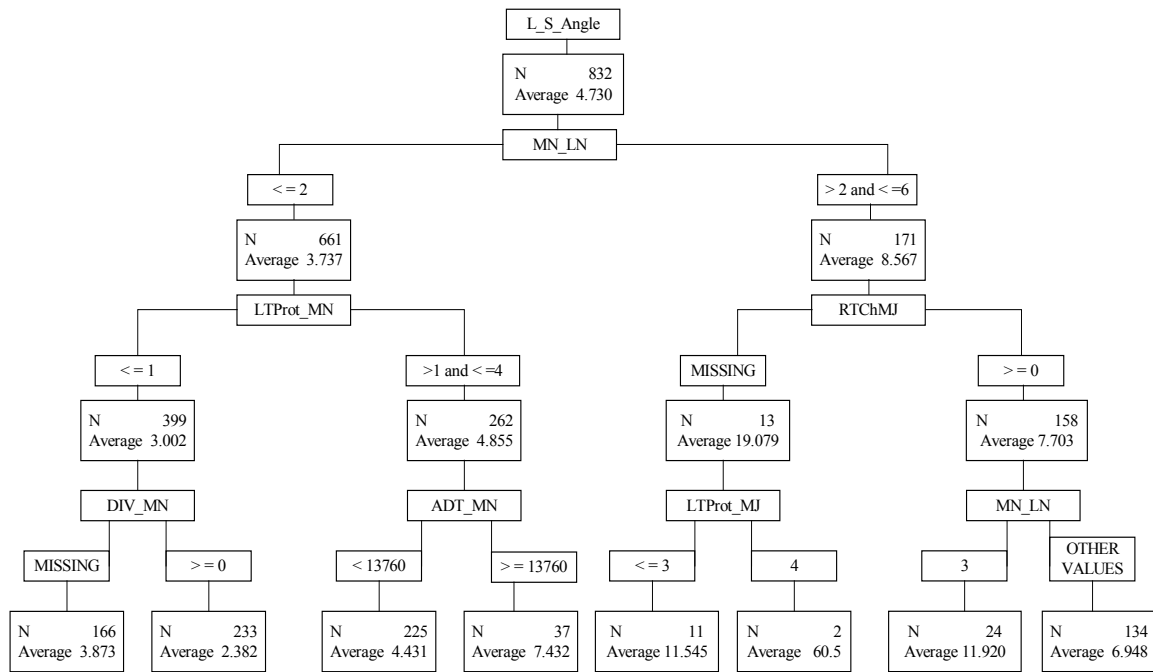 L_S_Angle
N 832
Average 4.730
MN_LN
< = 2
> 2 and < =6
N 661
Average 3.737
N 171
Average 8.567
LTProt_MN
RTChMJ
< = 1
>1 and < =4
MISSING
> = 0
N 399
Average 3.002
N 262
Average 4.855
N 13
Average 19.079
N 158
Average 7.703
DIV_MN
ADT_MN
LTProt_MJ
MN_LN
MISSING
> = 0
< 13760
> = 13760
< = 3
4
3
OTHER
VALUES
N 166
Average 3.873
N 233
Average 2.382
N 225
Average 4.431
N 37
Average 7.432
N 11
Average 11.545
N 2
Average 60.5
N 24
Average 11.920
N 134
Average 6.948